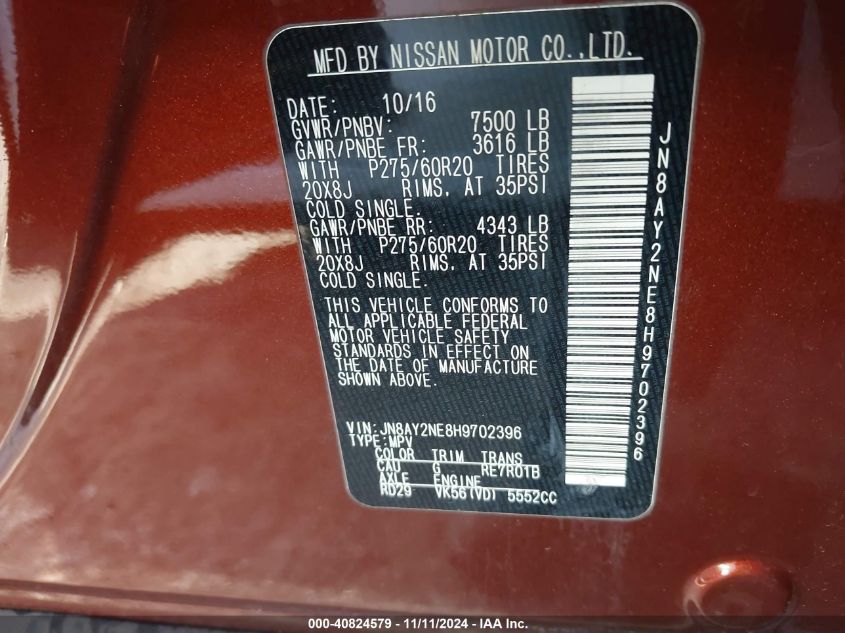 MFD BY NISSAN MOTOR CO.,LTD.
DATE: 10/16
GVWR/PNBV: 7500 LB
GAWR/PNBE FR: 3616 LB
WITH P275/60R20 TIRES
20X8J RIMS, AT 35PSI
COLD SINGLE.
GAWR/PNBE RR: 4343 LB
WITH P275/60R20 TIRES
20X8J RIMS, AT 35PSI
COLD SINGLE.
THIS VEHICLE CONFORMS TO
ALL APPLICABLE FEDERAL
MOTOR VEHICLE SAFETY
STANDARDS IN EFFECT ON
THE DATE OF MANUFACTURE
SHOWN ABOVE.
VIN:JN8AY2NE8H9702396
TYPE:MPV
COLOR TRIM TRANS
CAU G RE7R01B
AXLE ENGINE
RD29 VK56(VD) 5552CC
JN8AY2NE8H9702396
000-40824579 - 11/11/2024 - IAA Inc.